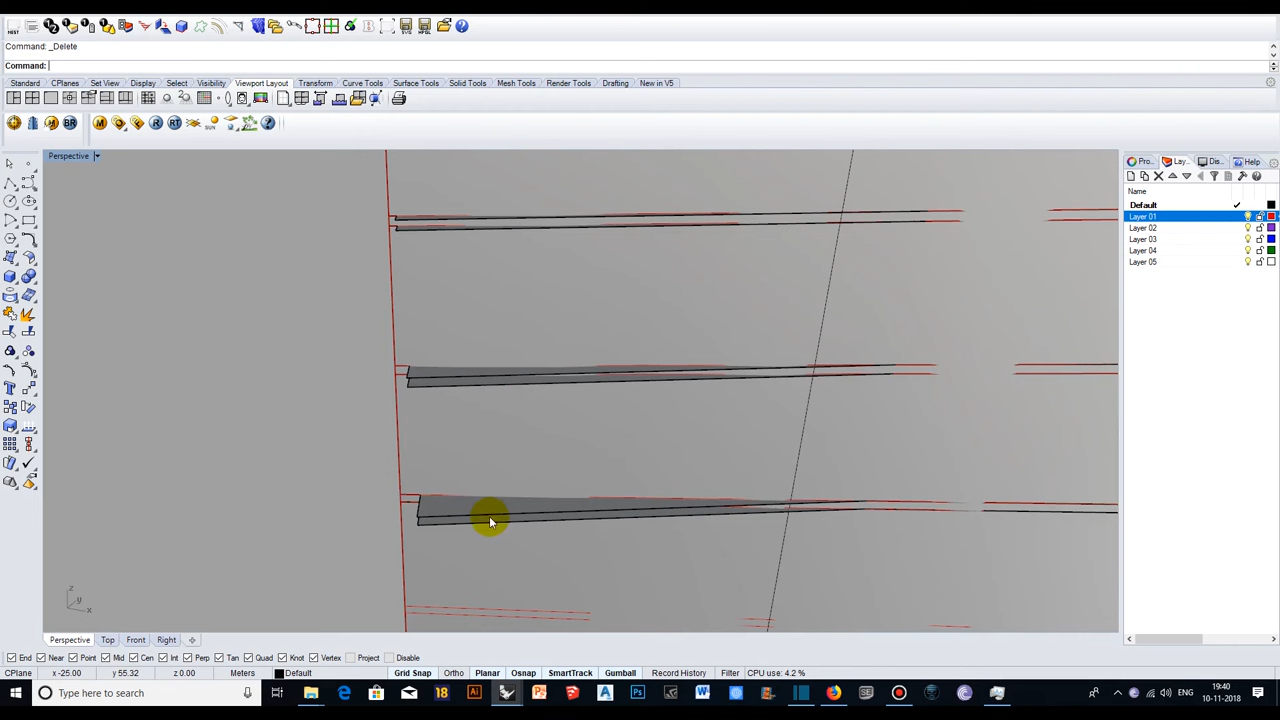 Command: _Delete
Command:
Standard CPlanes Set View Display Select Visibility Viewport Layout Transform Curve Tools Surface Tools Solid Tools Mesh Tools Render Tools Drafting New in V5
Perspective
Pro... Lay... Dis... Help
Name
Default
Layer 01
Layer 02
Layer 03
Layer 04
Layer 05
z
y
x
Perspective Top Front Right
End Near Point Mid Cen Int Perp Tan Quad Knot Vertex Project Disable
CPlane x -25.00 y 55.32 z 0.00 Meters Default Grid Snap Ortho Planar Osnap SmartTrack Gumball Record History Filter CPU use: 4.2 %
Type here to search
ENG
19:40
10-11-2018